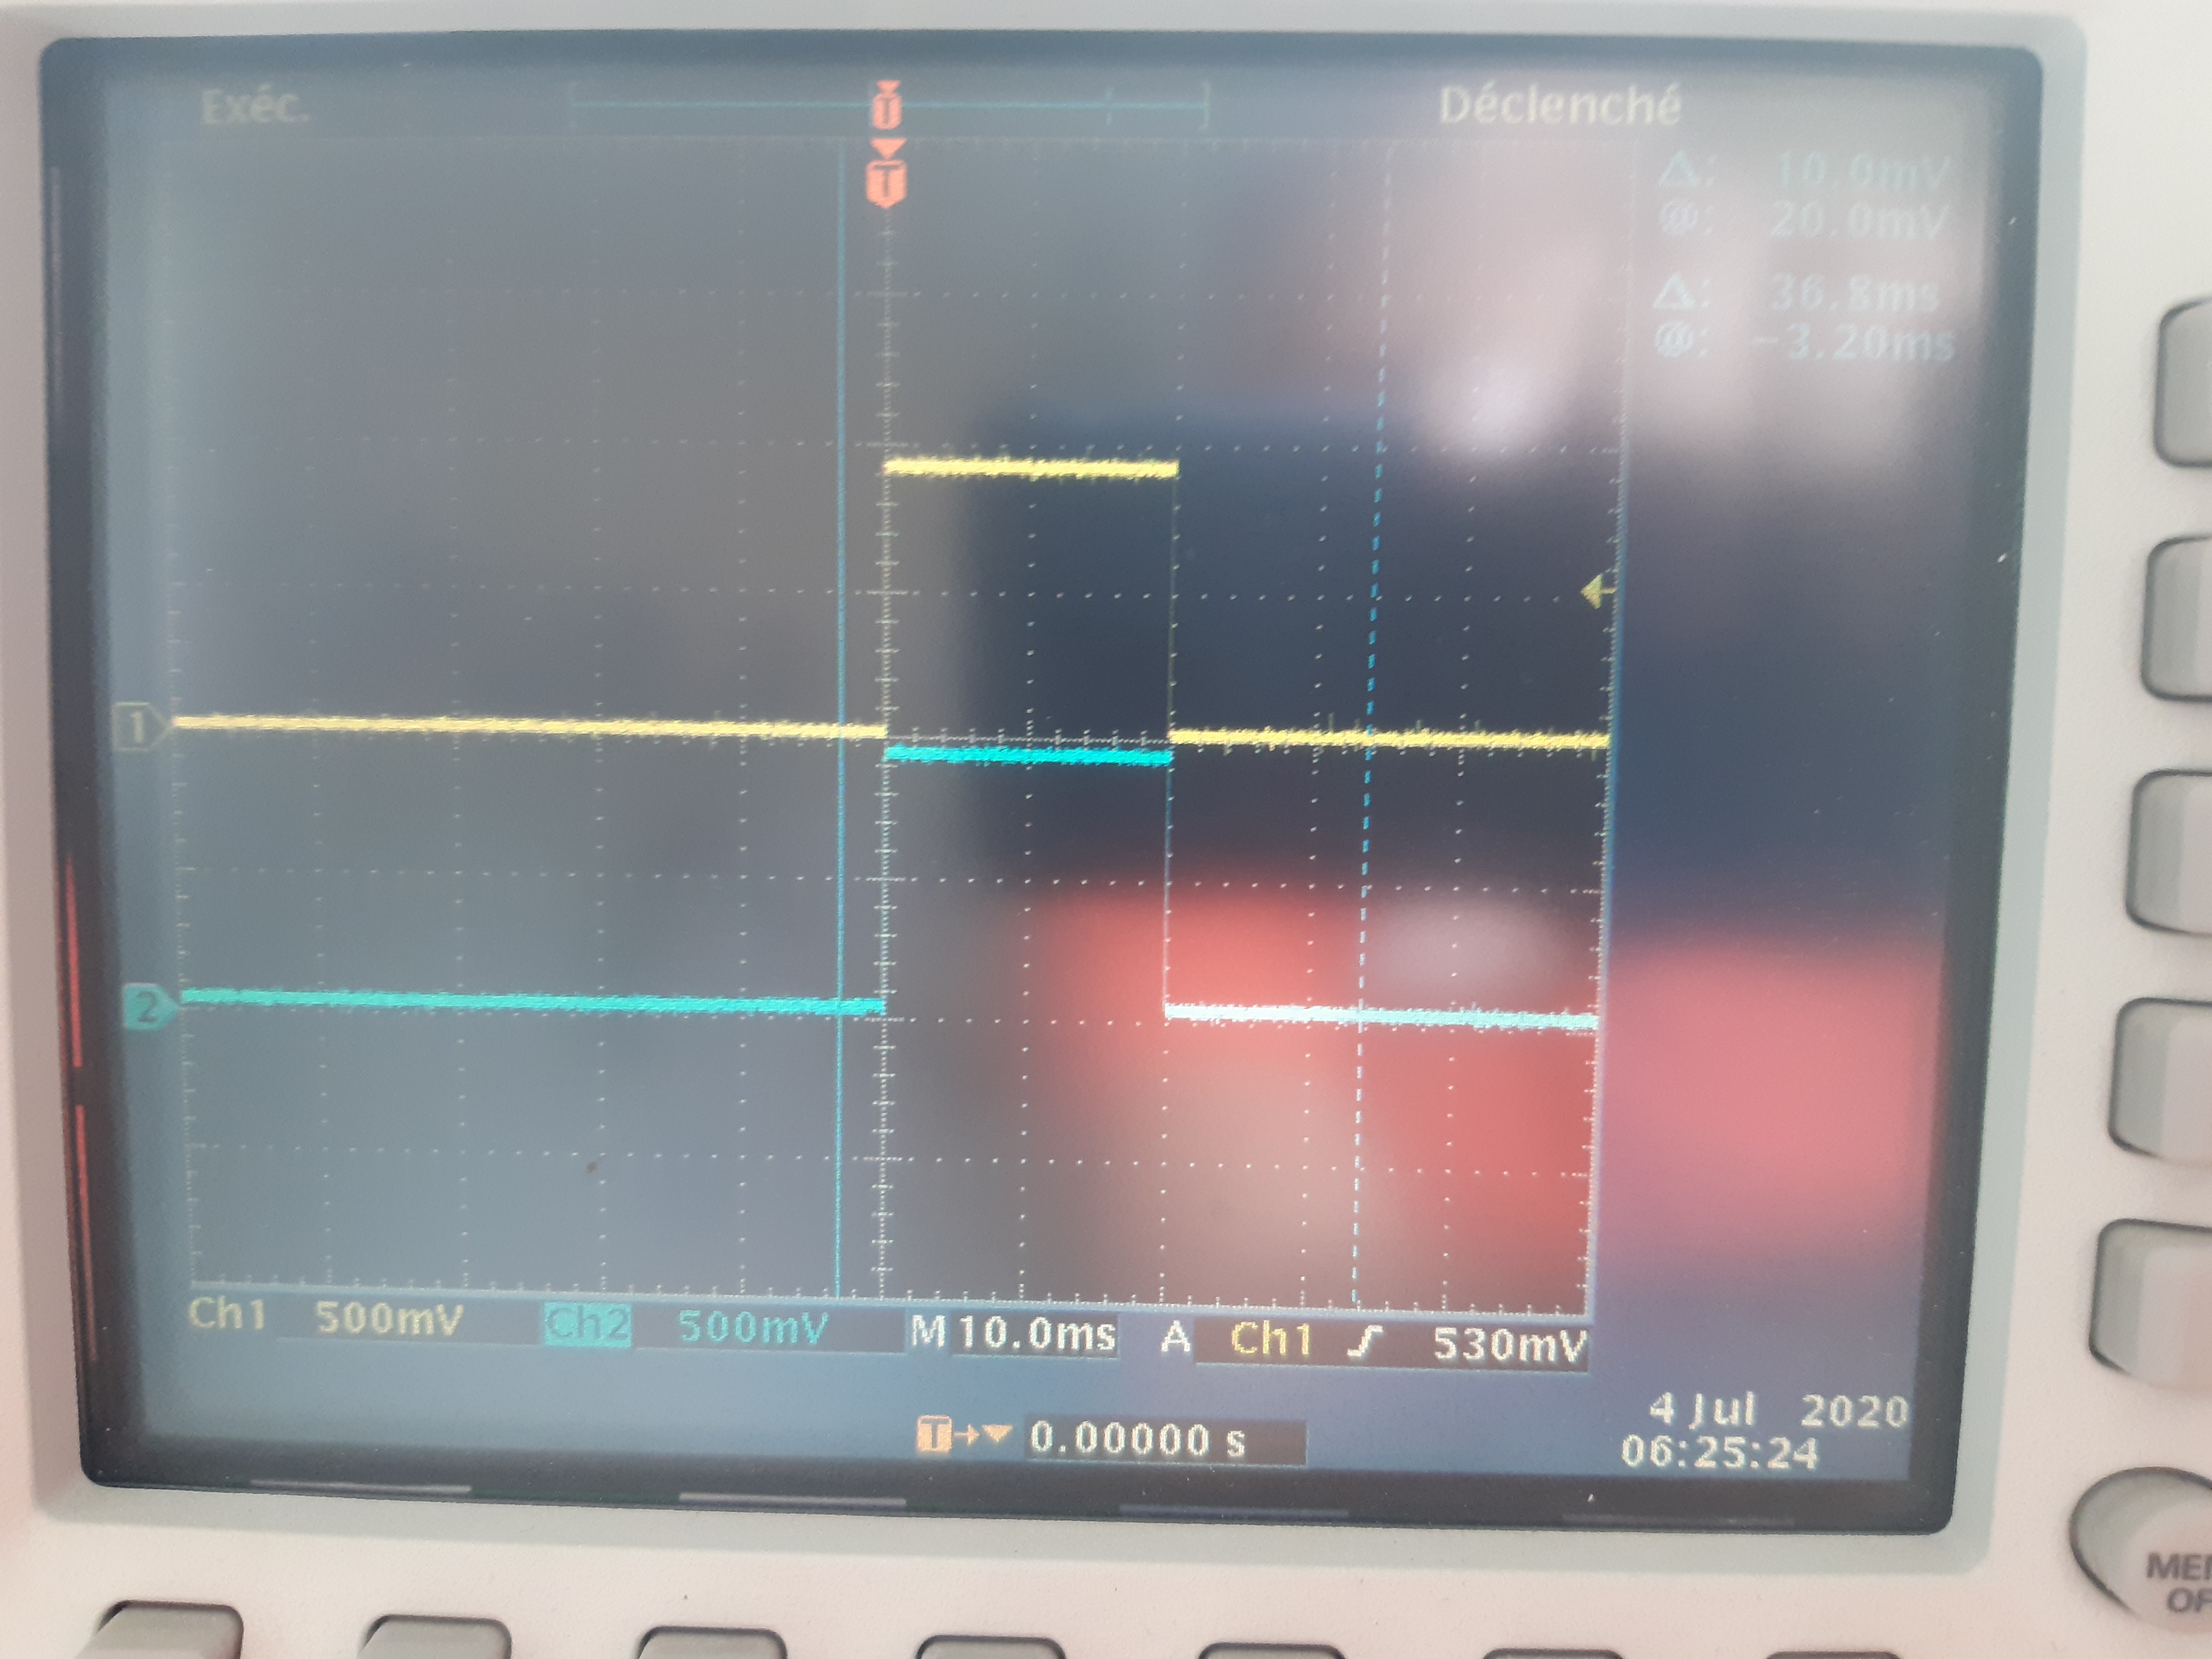 Exéc.
Déclenché
Δ: 10.0mV
@: 20.0mV
Δ: 36.8ms
@: -3.20ms
T
T
1
2
Ch1 500mV Ch2 500mV M 10.0ms A Ch1 530mV
T 0.00000 s
4 Jul 2020
06:25:24